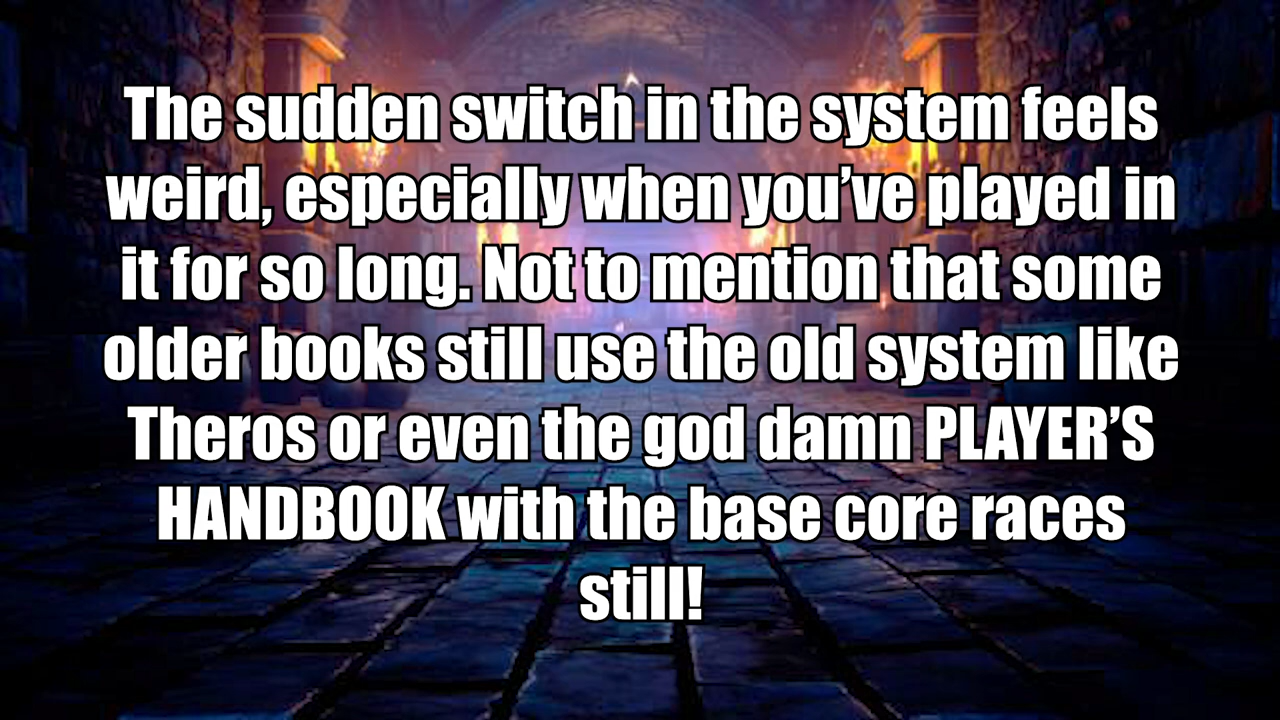 The sudden switch in the system feels
weird, especially when you’ve played in
it for so long. Not to mention that some
older books still use the old system like
Theros or even the god damn PLAYER’S
HANDBOOK with the base core races
still!